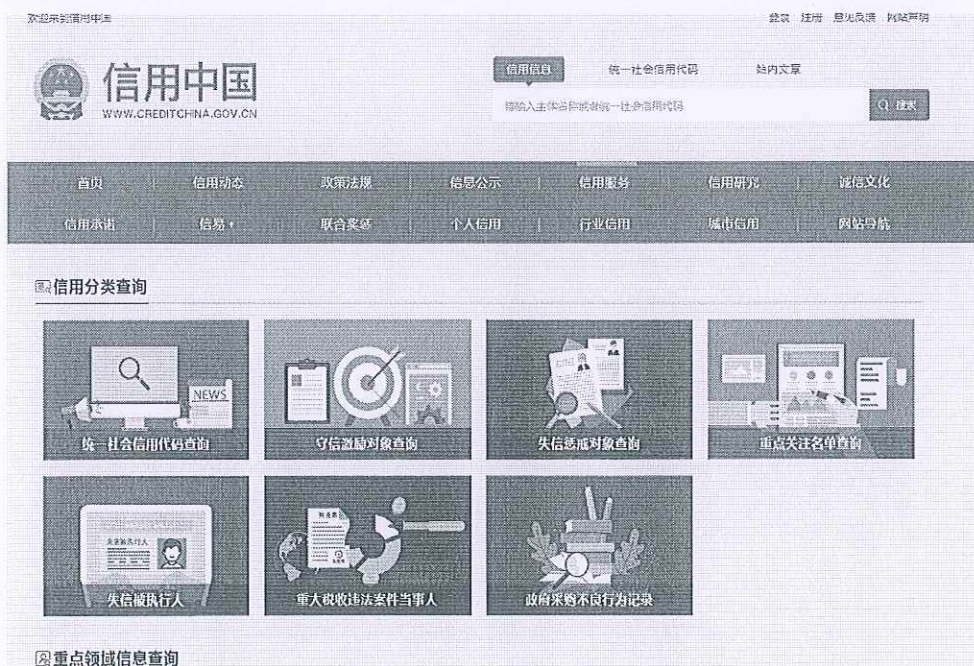 欢迎来到信用中国
登录 注册 意见反馈 网站声明
信用信息 统一社会信用代码 站内文章
信用中国
WWW.CREDITCHINA.GOV.CN
请输入主体名称或者统一社会信用代码
搜索
首页 信用动态 政策法规 信息公示 信用服务 信用研究 诚信文化
信用承诺 信易+ 联合奖惩 个人信用 行业信用 城市信用 网站导航
信用分类查询
NEWS
统一社会信用代码查询 守信激励对象查询 失信惩戒对象查询 重点关注名单查询
失信被执行人
失信被执行人 重大税收违法案件当事人 政府采购不良行为记录
重点领域信息查询